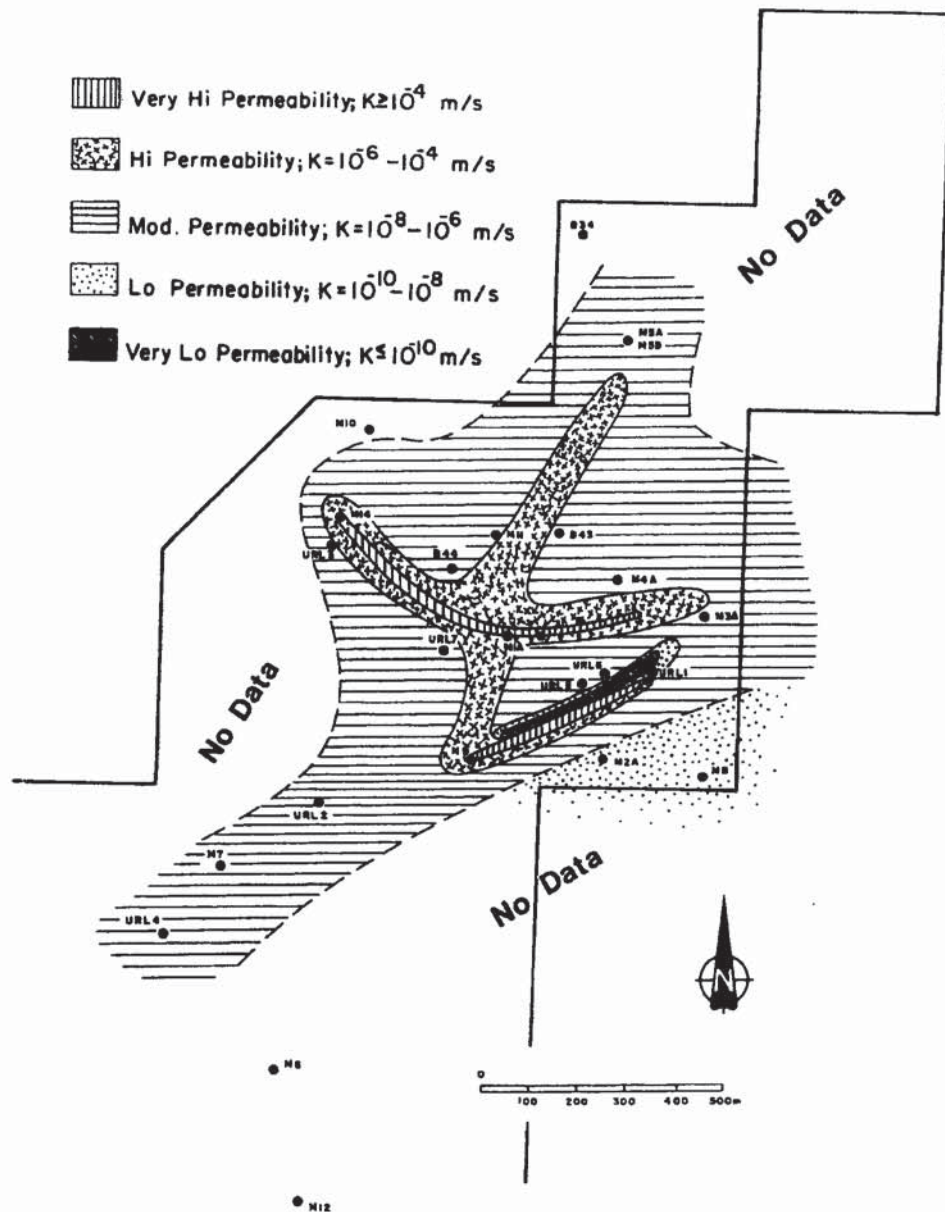 Very Hi Permeability; K≥10⁻⁴ m/s
Hi Permeability; K=10⁻⁶ -10⁻⁴ m/s
Mod. Permeability; K=10⁻⁸-10⁻⁶ m/s
Lo Permeability; K=10⁻¹⁰-10⁻⁸ m/s
Very Lo Permeability; K≤10⁻¹⁰ m/s
No Data
B34
M5A
M5B
M10
M14
B44
B43
M4A
M3A
URL7
M1A
URL6
URL1
No Data
M2A
M8
URL2
No Data
M7
URL4
N
M6
0
100 200 300 400 500m
M12